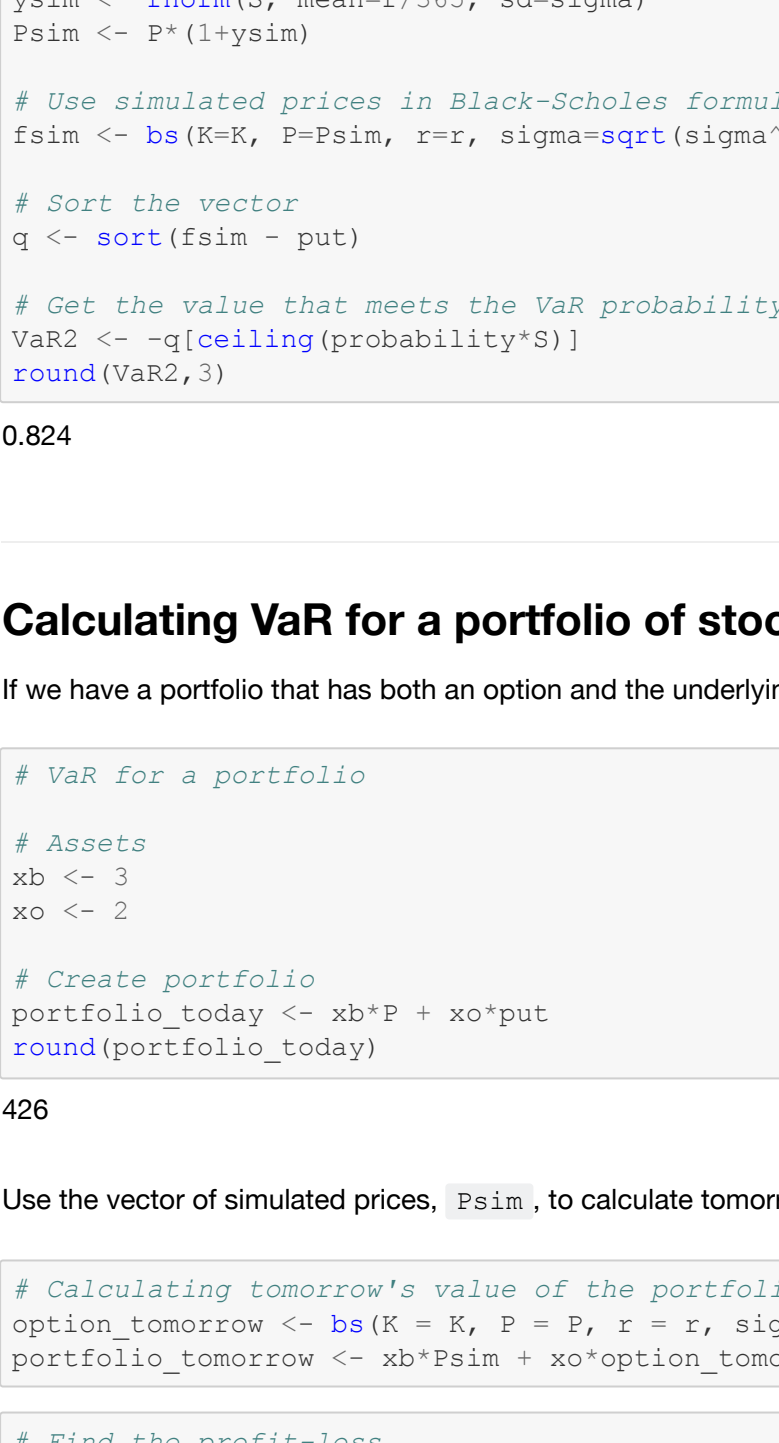 ysim <- rnorm(S, mean=r/365, sd=sigma)
Psim <- P*(1+ysim)
# Use simulated prices in Black-Scholes formul
fsim <- bs(K=K, P=Psim, r=r, sigma=sqrt(sigma^
# Sort the vector
q <- sort(fsim - put)
# Get the value that meets the VaR probability
VaR2 <- -q[ceiling(probability*S)]
round(VaR2,3)
0.824
Calculating VaR for a portfolio of stoc
If we have a portfolio that has both an option and the underlyin
# VaR for a portfolio
# Assets
xb <- 3
xo <- 2
# Create portfolio
portfolio_today <- xb*P + xo*put
round(portfolio_today)
426
Use the vector of simulated prices, Psim , to calculate tomorr
# Calculating tomorrow's value of the portfoli
option_tomorrow <- bs(K = K, P = P, r = r, sig
portfolio_tomorrow <- xb*Psim + xo*option_tomo
# Find the profit-loss